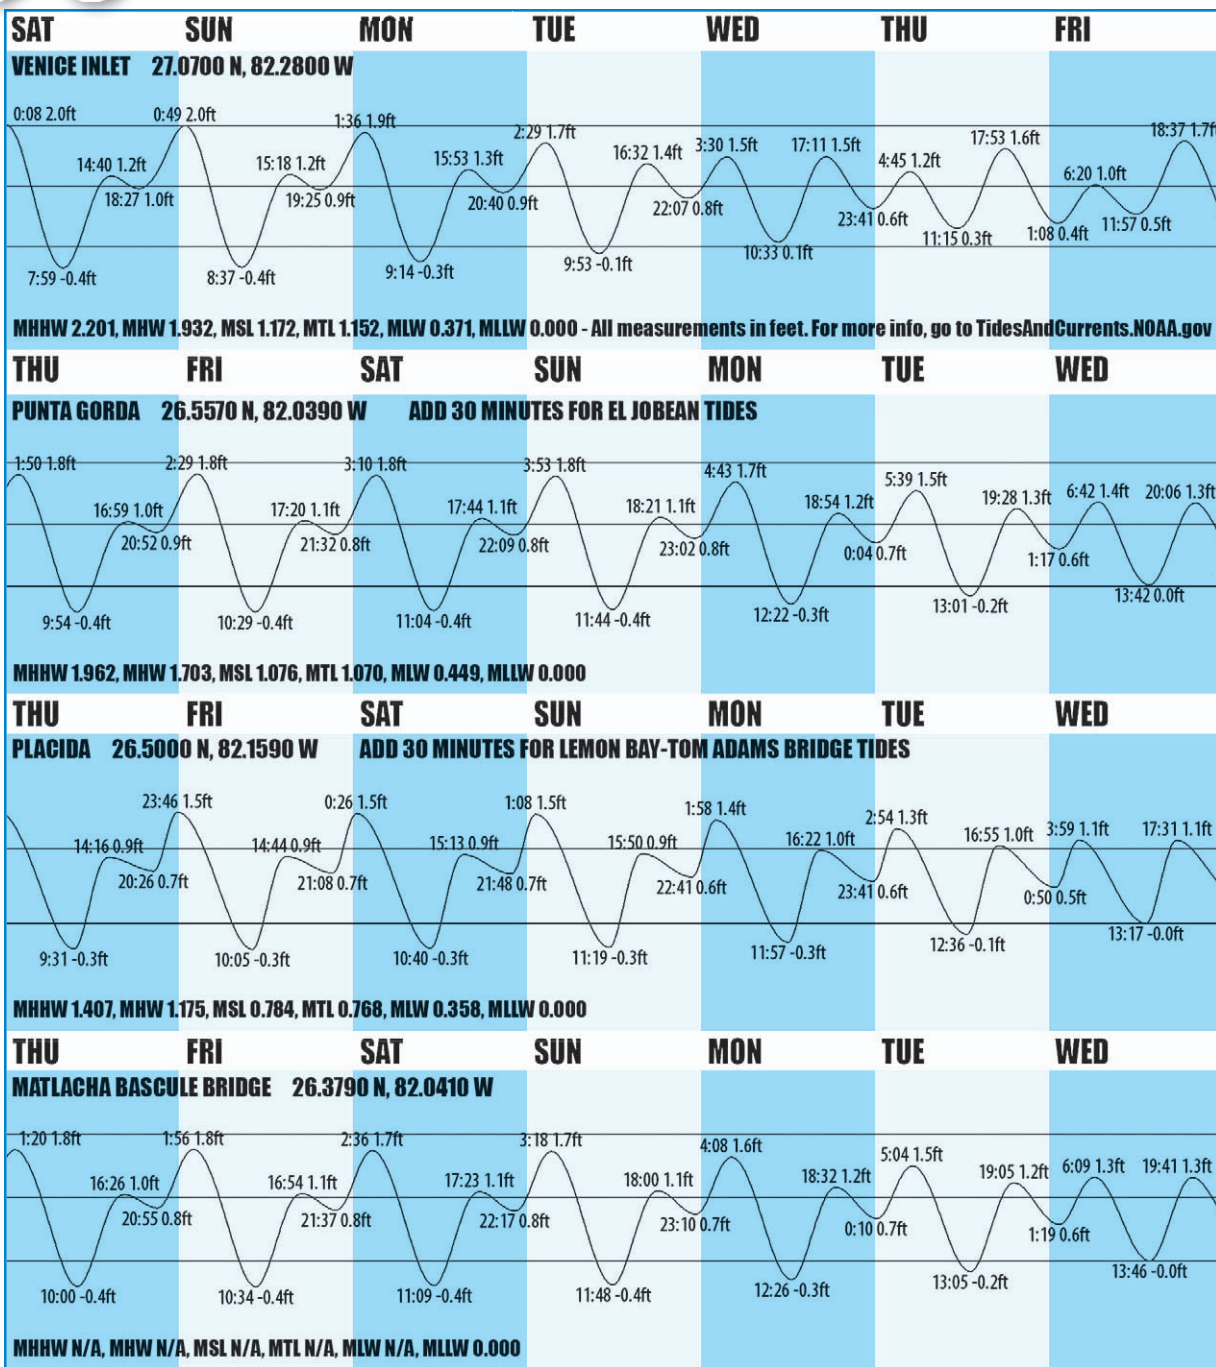 SAT SUN MON TUE WED THU FRI
VENICE INLET 27.0700 N, 82.2800 W
0:08 2.0ft 0:49 2.0ft 1:36 1.9ft 2:29 1.7ft 3:30 1.5ft 17:11 1.5ft 4:45 1.2ft 17:53 1.6ft 6:20 1.0ft 18:37 1.7ft
14:40 1.2ft 15:18 1.2ft 15:53 1.3ft 16:32 1.4ft
18:27 1.0ft 19:25 0.9ft 20:40 0.9ft 22:07 0.8ft 23:41 0.6ft 1:08 0.4ft 11:57 0.5ft
7:59 -0.4ft 8:37 -0.4ft 9:14 -0.3ft 9:53 -0.1ft 10:33 0.1ft 11:15 0.3ft
MHHW 2.201, MHW 1.932, MSL 1.172, MTL 1.152, MLW 0.371, MLLW 0.000 - All measurements in feet. For more info, go to TidesAndCurrents.NOAA.gov
THU FRI SAT SUN MON TUE WED
PUNTA GORDA 26.5570 N, 82.0390 W ADD 30 MINUTES FOR EL JOBEAN TIDES
1:50 1.8ft 2:29 1.8ft 3:10 1.8ft 3:53 1.8ft 4:43 1.7ft 5:39 1.5ft 6:42 1.4ft 20:06 1.3ft
16:59 1.0ft 17:20 1.1ft 17:44 1.1ft 18:21 1.1ft 18:54 1.2ft 19:28 1.3ft
20:52 0.9ft 21:32 0.8ft 22:09 0.8ft 23:02 0.8ft 0:04 0.7ft 1:17 0.6ft
9:54 -0.4ft 10:29 -0.4ft 11:04 -0.4ft 11:44 -0.4ft 12:22 -0.3ft 13:01 -0.2ft 13:42 0.0ft
MHHW 1.962, MHW 1.703, MSL 1.076, MTL 1.070, MLW 0.449, MLLW 0.000
THU FRI SAT SUN MON TUE WED
PLACIDA 26.5000 N, 82.1590 W ADD 30 MINUTES FOR LEMON BAY-TOM ADAMS BRIDGE TIDES
23:46 1.5ft 0:26 1.5ft 1:08 1.5ft 1:58 1.4ft 2:54 1.3ft 3:59 1.1ft 17:31 1.1ft
14:16 0.9ft 14:44 0.9ft 15:13 0.9ft 15:50 0.9ft 16:22 1.0ft 16:55 1.0ft
20:26 0.7ft 21:08 0.7ft 21:48 0.7ft 22:41 0.6ft 23:41 0.6ft 0:50 0.5ft
9:31 -0.3ft 10:05 -0.3ft 10:40 -0.3ft 11:19 -0.3ft 11:57 -0.3ft 12:36 -0.1ft 13:17 -0.0ft
MHHW 1.407, MHW 1.175, MSL 0.784, MTL 0.768, MLW 0.358, MLLW 0.000
THU FRI SAT SUN MON TUE WED
MATLACHA BASCULE BRIDGE 26.3790 N, 82.0410 W
1:20 1.8ft 1:56 1.8ft 2:36 1.7ft 3:18 1.7ft 4:08 1.6ft 5:04 1.5ft 6:09 1.3ft 19:41 1.3ft
16:26 1.0ft 16:54 1.1ft 17:23 1.1ft 18:00 1.1ft 18:32 1.2ft 19:05 1.2ft
20:55 0.8ft 21:37 0.8ft 22:17 0.8ft 23:10 0.7ft 0:10 0.7ft 1:19 0.6ft
10:00 -0.4ft 10:34 -0.4ft 11:09 -0.4ft 11:48 -0.4ft 12:26 -0.3ft 13:05 -0.2ft 13:46 -0.0ft
MHHW N/A, MHW N/A, MSL N/A, MTL N/A, MLW N/A, MLLW 0.000